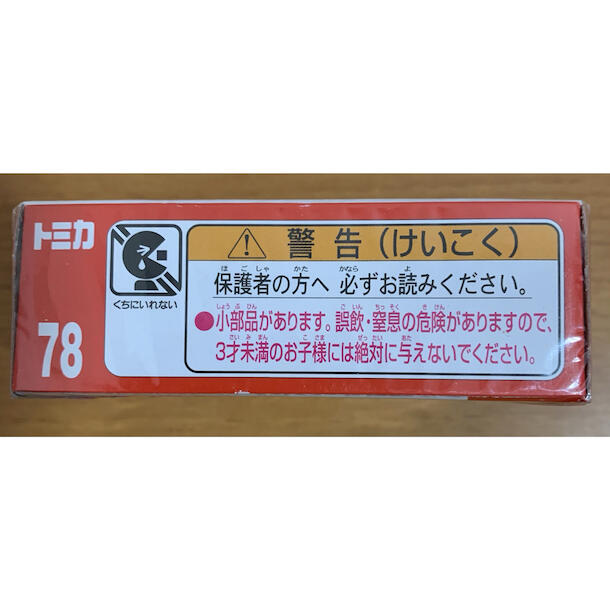 トミカ
78
くちにいれない
警告(けいこく)
ほごしゃ かた かなら よ
保護者の方へ 必ずお読みください。
しょうぶひん ごいん ちっそく きけん
●小部品があります。誤飲・窒息の危険がありますので、
さいみまん こさま ぜったい あた
3才未満のお子様には絶対に与えないでください。